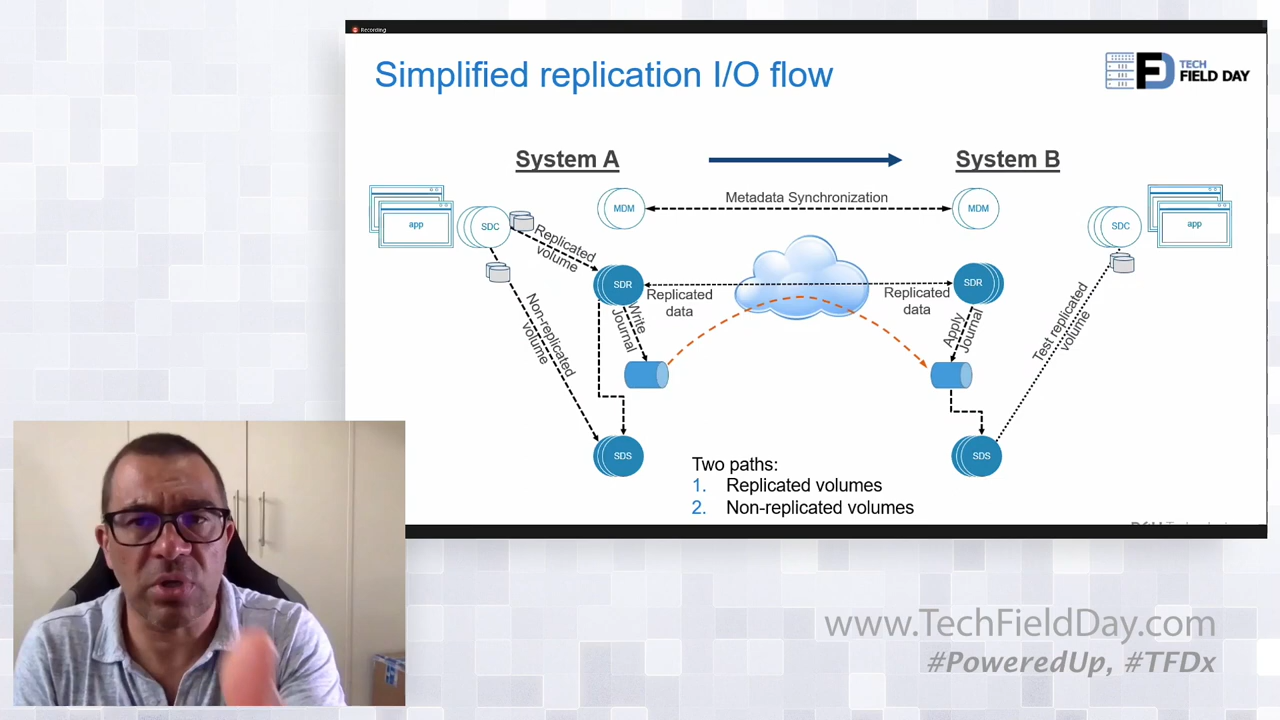 Recording
Simplified replication I/O flow
TECH
FIELD DAY
System A
System B
Metadata Synchronization
MDM
MDM
app
SDC
Replicated
volume
SDC
app
SDR
SDR
Replicated
data
Replicated
data
Write
Journal
Apply
Journal
Non-replicated
volume
Test replicated
volume
SDS
SDS
Two paths:
1. Replicated volumes
2. Non-replicated volumes
www.TechFieldDay.com
#PoweredUp, #TFDx